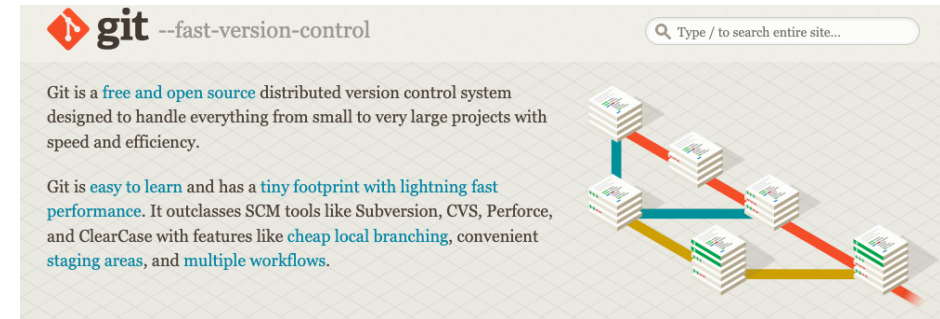 git --fast-version-control
Type / to search entire site...
Git is a free and open source distributed version control system
designed to handle everything from small to very large projects with
speed and efficiency.
Git is easy to learn and has a tiny footprint with lightning fast
performance. It outclasses SCM tools like Subversion, CVS, Perforce,
and ClearCase with features like cheap local branching, convenient
staging areas, and multiple workflows.